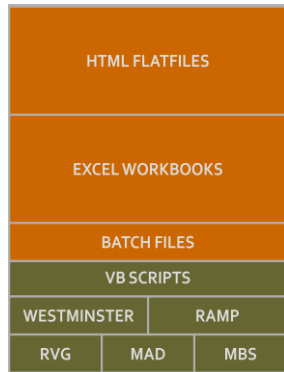 HTML FLATFILES
EXCEL WORKBOOKS
BATCH FILES
VB SCRIPTS
WESTMINSTER RAMP
RVG MAD MBS